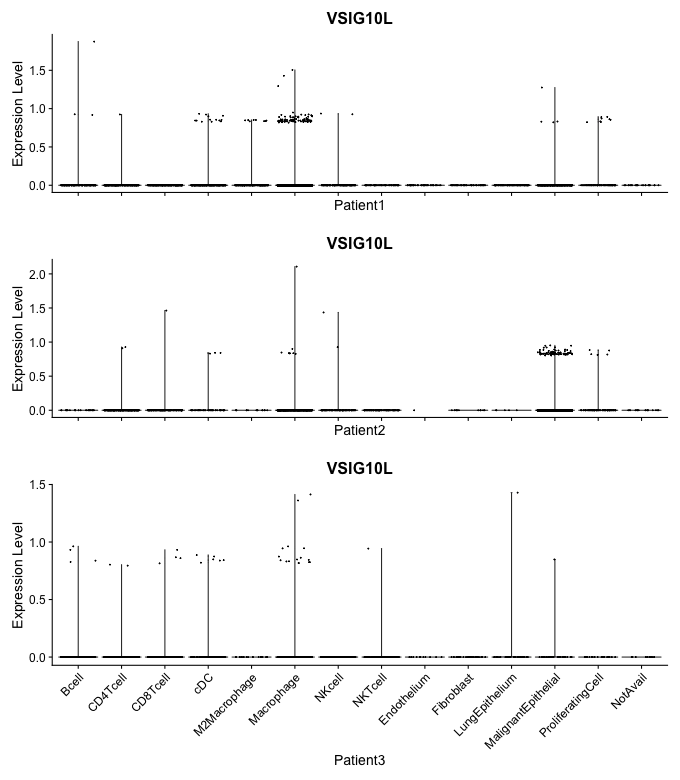 VSIG10L
Expression Level
1.5
1.0
0.5
0.0
Patient1
VSIG10L
Expression Level
2.0
1.5
1.0
0.5
0.0
Patient2
VSIG10L
Expression Level
1.5
1.0
0.5
0.0
Bcell
CD4Tcell
CD8Tcell
cDC
M2Macrophage
Macrophage
NKcell
NKTcell
Endothelium
Fibroblast
LungEpithelium
MalignantEpithelial
ProliferatingCell
NotAvail
Patient3